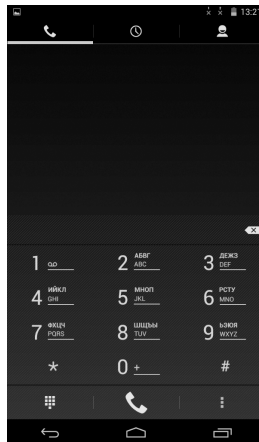 13:2
1 АБВГ
2 ABC
ДЕЖЗ
3 DEF
ИЙКЛ
4 GHI
МНОП
5 JKL
РСТУ
6 MNO
ФХЦЧ
7 PQRS
ШЩЪЫ
8 TUV
ЬЭЮЯ
9 WXYZ
*
0 +
#